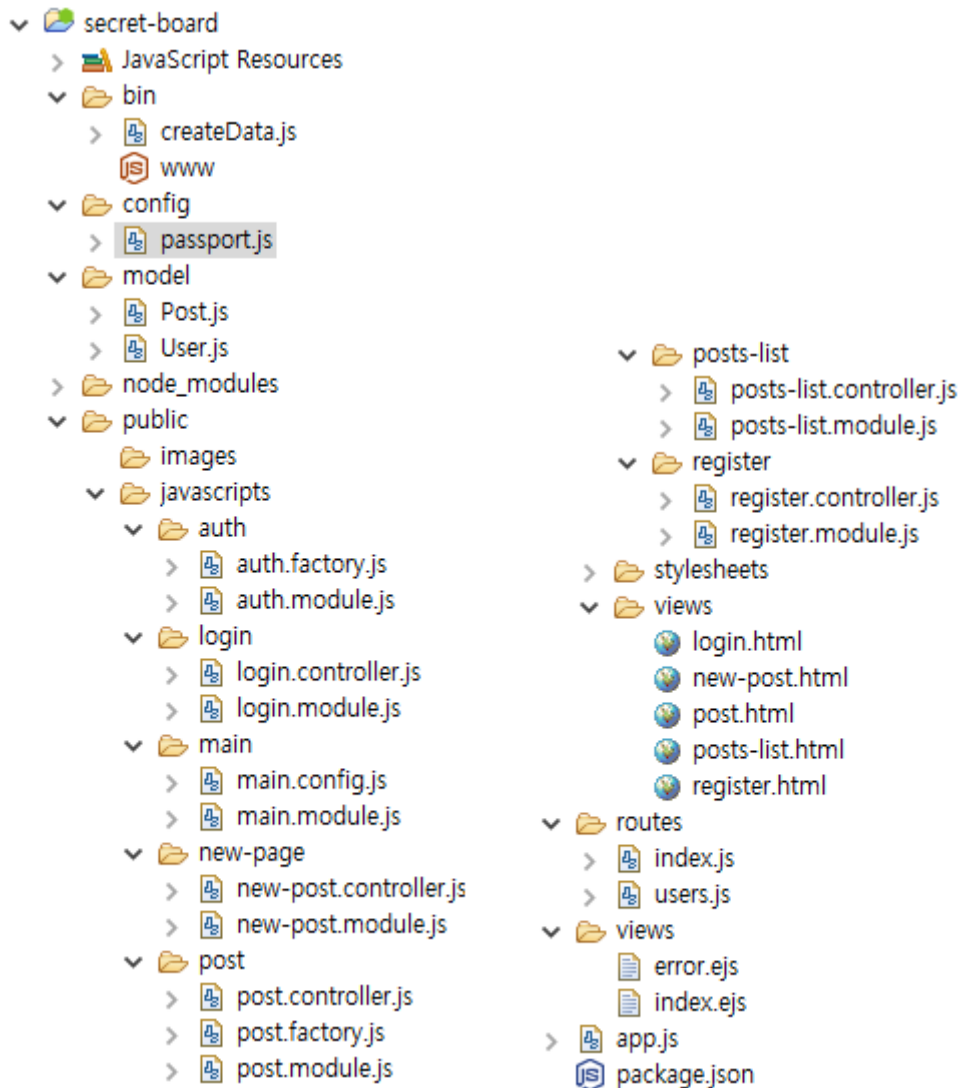 secret-board
JavaScript Resources
bin
createData.js
www
config
passport.js
model
Post.js
User.js
node_modules
public
images
javascripts
auth
auth.factory.js
auth.module.js
login
login.controller.js
login.module.js
main
main.config.js
main.module.js
new-page
new-post.controller.js
new-post.module.js
post
post.controller.js
post.factory.js
post.module.js
posts-list
posts-list.controller.js
posts-list.module.js
register
register.controller.js
register.module.js
stylesheets
views
login.html
new-post.html
post.html
posts-list.html
register.html
routes
index.js
users.js
views
error.ejs
index.ejs
app.js
package.json